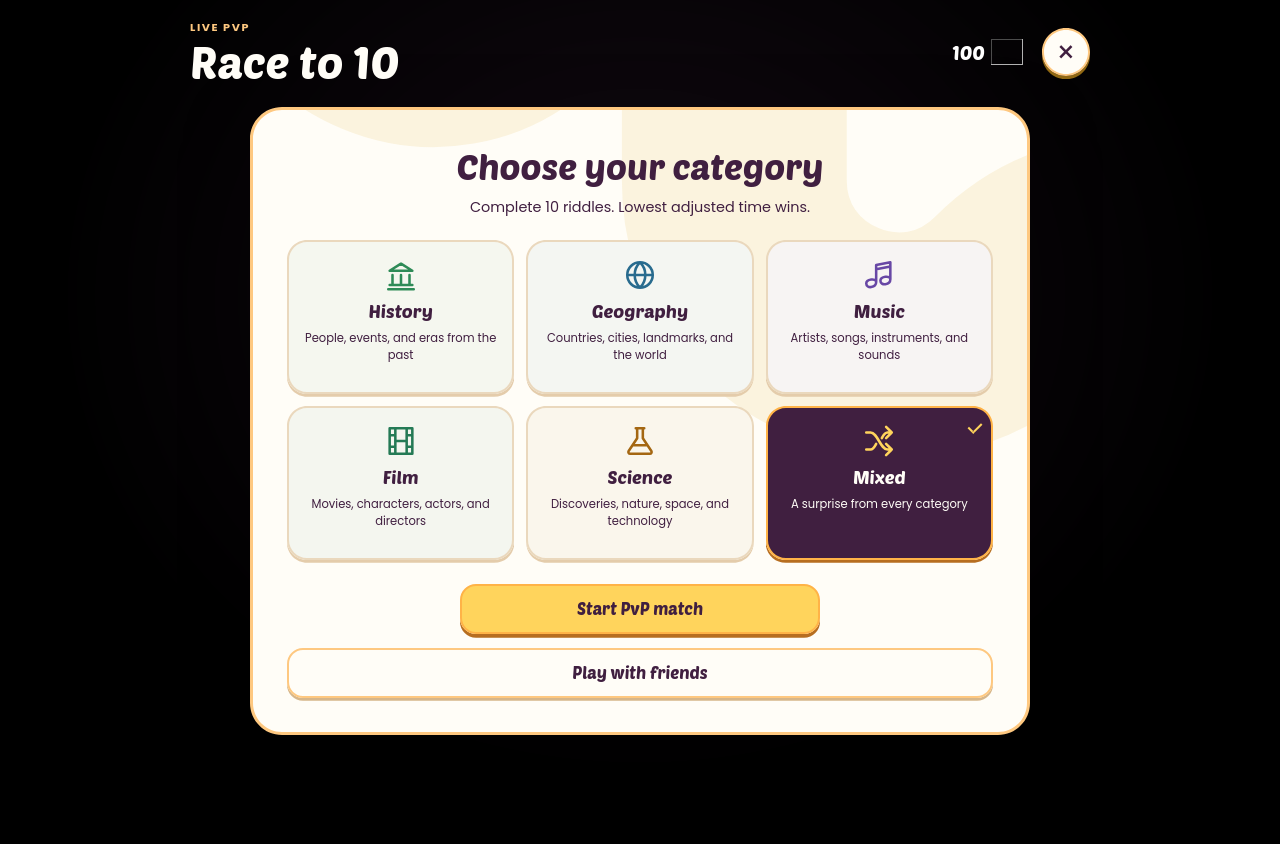 LIVE PVP
Race to 10
100
Choose your category
Complete 10 riddles. Lowest adjusted time wins.
History
People, events, and eras from the
past
Geography
Countries, cities, landmarks, and
the world
Music
Artists, songs, instruments, and
sounds
Film
Movies, characters, actors, and
directors
Science
Discoveries, nature, space, and
technology
Mixed
A surprise from every category
Start PvP match
Play with friends